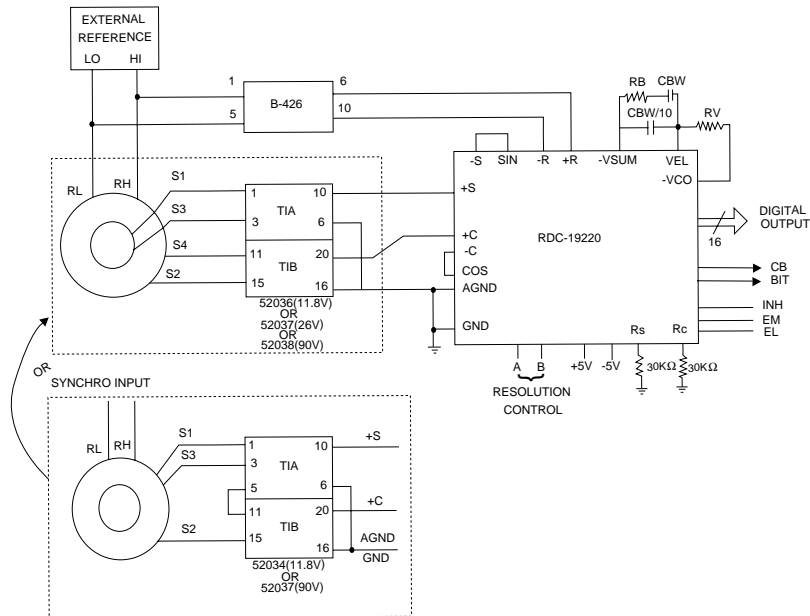 EXTERNAL
REFERENCE
LO HI
1
5
B-426
6
10
RB CBW
CBW/10
RV
-S SIN -R +R -VSUM VEL
-VCO
+S
+C
-C
COS
AGND
GND
RDC-19220
16
DIGITAL
OUTPUT
CB
BIT
INH
EM
EL
Rs Rc
A B +5V -5V
30KΩ 30KΩ
RESOLUTION
CONTROL
RL RH
S1
S3
S4
S2
1 10
TIA
3 6
11 20
TIB
15 16
52036(11.8V)
OR
52037(26V)
OR
52038(90V)
OR
SYNCHRO INPUT
RL RH
S1
S3
S2
1 10
3 TIA
5 6
11 20
TIB
15 16
+S
+C
AGND
GND
52034(11.8V)
OR
52037(90V)